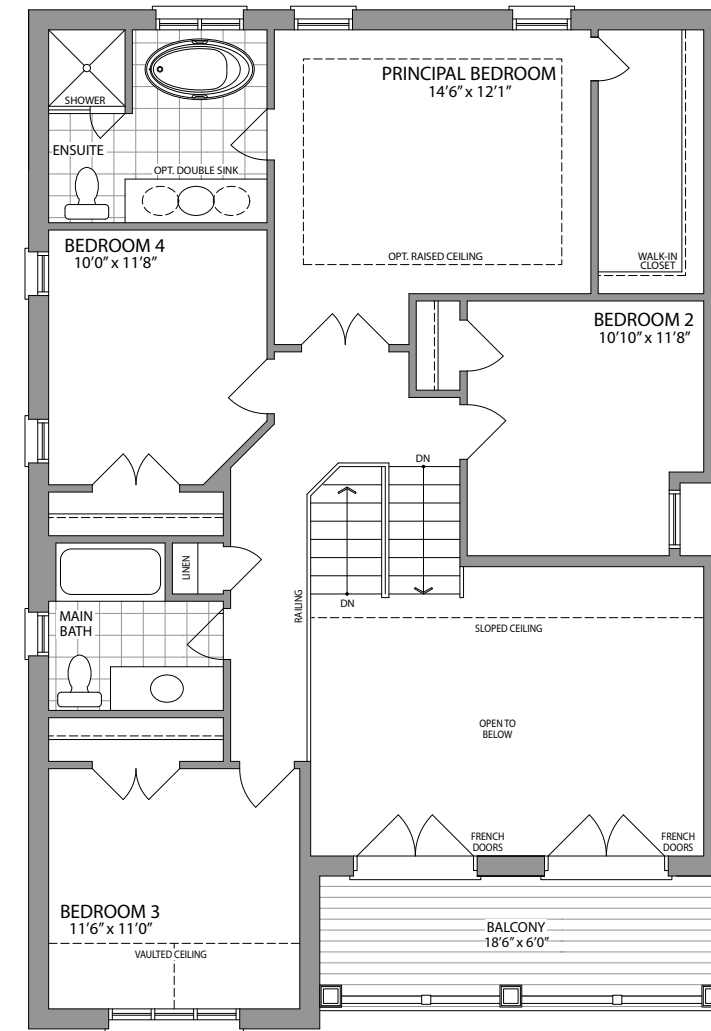 PRINCIPAL BEDROOM
14'6" x 12'1"
SHOWER
ENSUITE
OPT. DOUBLE SINK
OPT. RAISED CEILING
WALK-IN
CLOSET
BEDROOM 4
10'0" x 11'8"
BEDROOM 2
10'10" x 11'8"
DN
LINEN
RAILING
DN
MAIN
BATH
SLOPED CEILING
OPEN TO
BELOW
FRENCH
DOORS
FRENCH
DOORS
BEDROOM 3
11'6" x 11'0"
VAULTED CEILING
BALCONY
18'6" x 6'0"